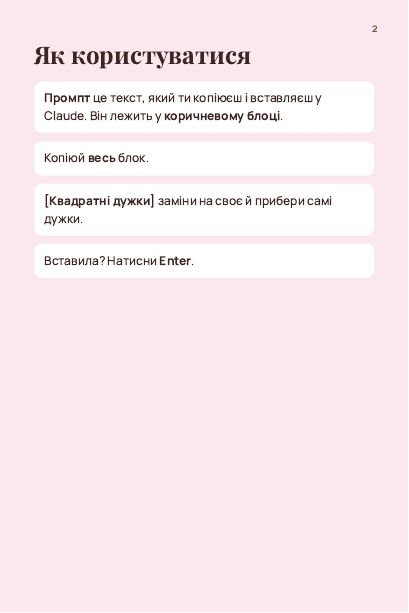 2
Як користуватися
Промпт це текст, який ти копіюєш і вставляєш у
Claude. Він лежить у коричневому блоці.
Копіюй весь блок.
[Квадратні дужки] заміни на своє й прибери самі
дужки.
Вставила? Натисни Enter.